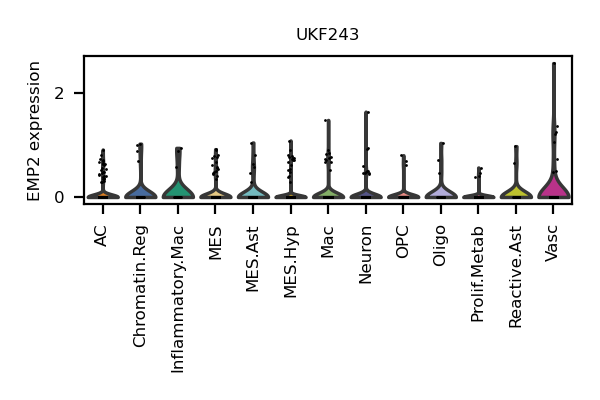 UKF243
EMP2 expression
2
0
AC
Chromatin.Reg
Inflammatory.Mac
MES
MES.Ast
MES.Hyp
Mac
Neuron
OPC
Oligo
Prolif.Metab
Reactive.Ast
Vasc